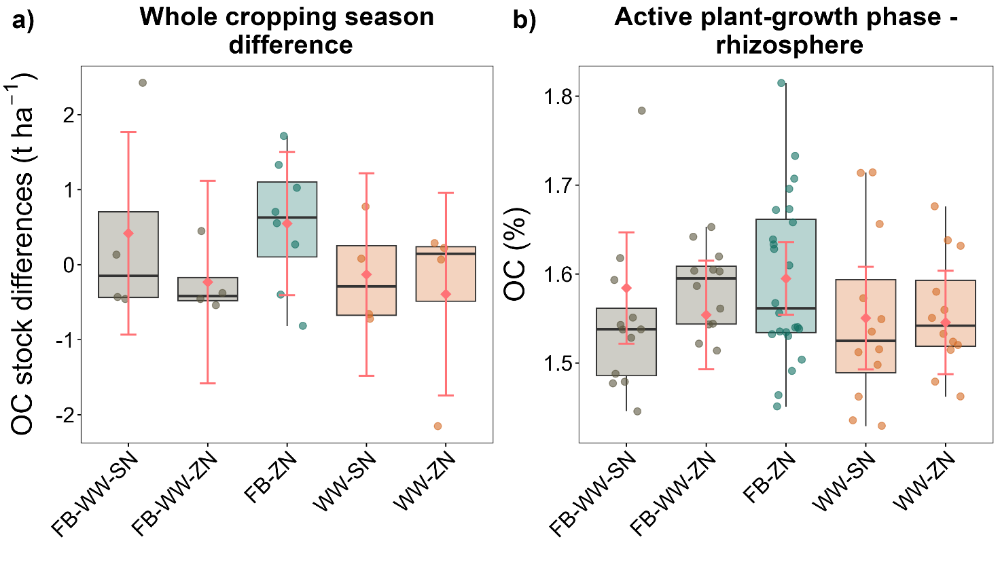 a)
Whole cropping season
difference
OC stock differences (t ha⁻¹)
2
1
0
-1
-2
FB-WW-SN
FB-WW-ZN
FB-ZN
WW-SN
WW-ZN
b)
Active plant-growth phase -
rhizosphere
OC (%)
1.8
1.7
1.6
1.5
FB-WW-SN
FB-WW-ZN
FB-ZN
WW-SN
WW-ZN